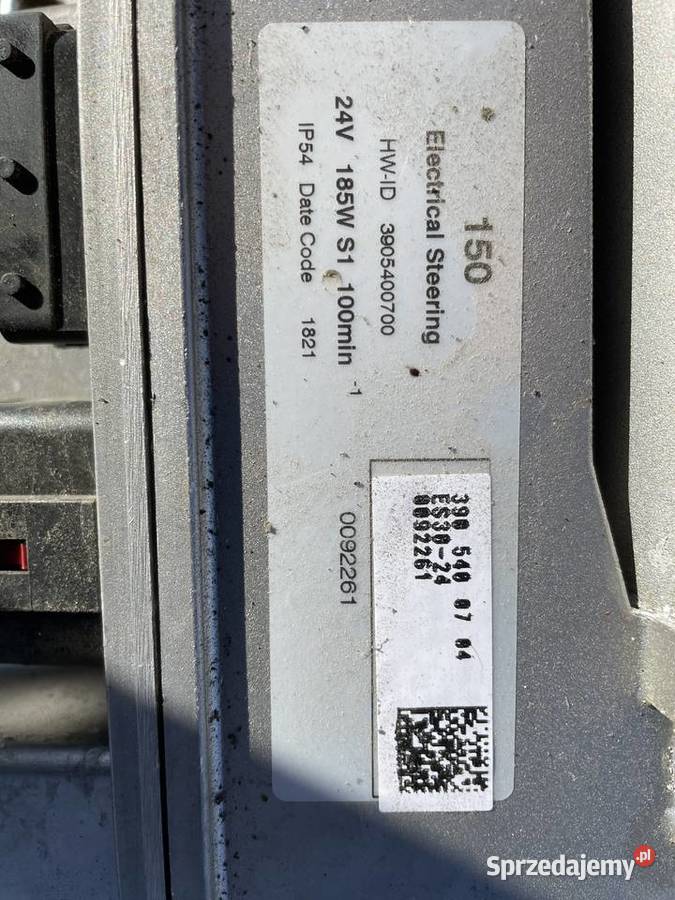 150
Electrical Steering
HW-ID 3905400700
24V 185W S1 100min -1
IP54 Date Code 1821
0092261
390 540 07 04
ES30-24
0092261
Sprzedajemy.pl